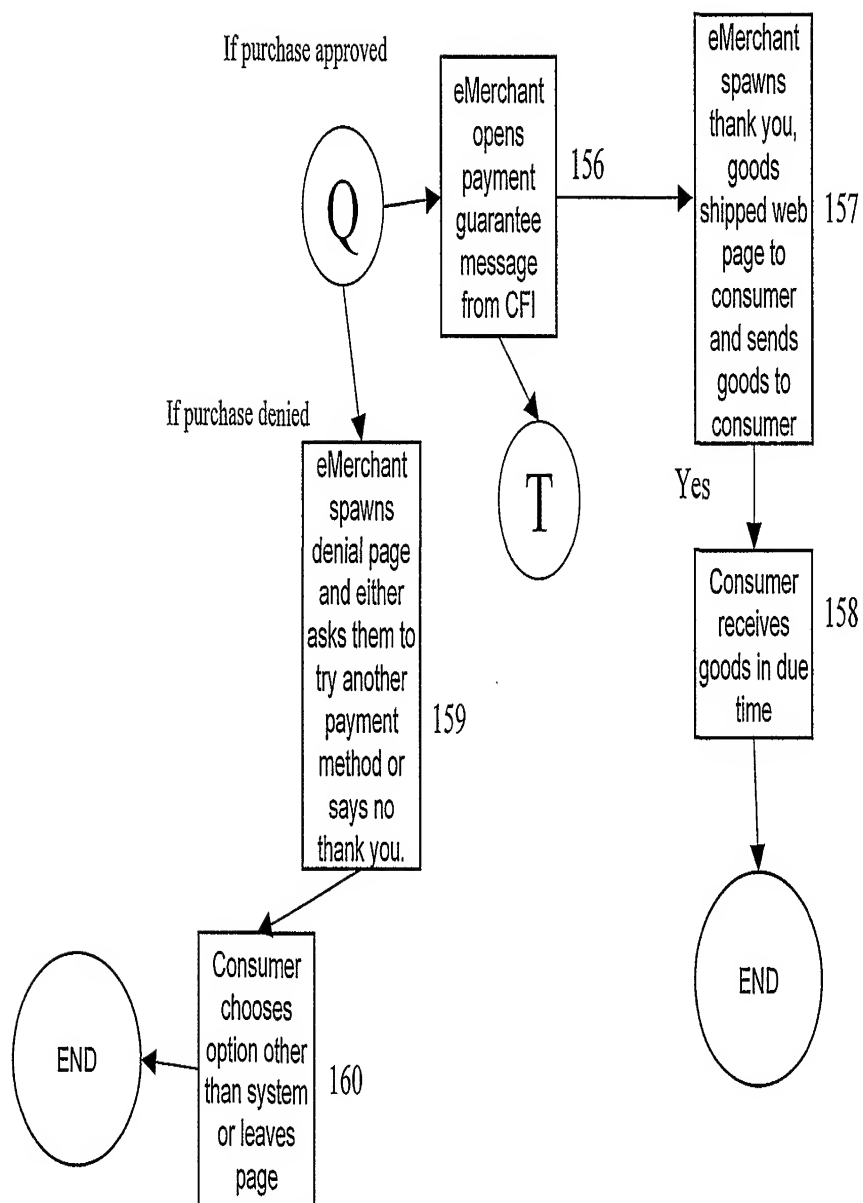 If purchase approved
Q
eMerchant
opens
payment
guarantee
message
from CFI
156
eMerchant
spawns
thank you,
goods
shipped web
page to
consumer
and sends
goods to
consumer
157
If purchase denied
T
Yes
eMerchant
spawns
denial page
and either
asks them to
try another
payment
method or
says no
thank you.
159
Consumer
receives
goods in due
time
158
END
Consumer
chooses
option other
than system
or leaves
page
160
END